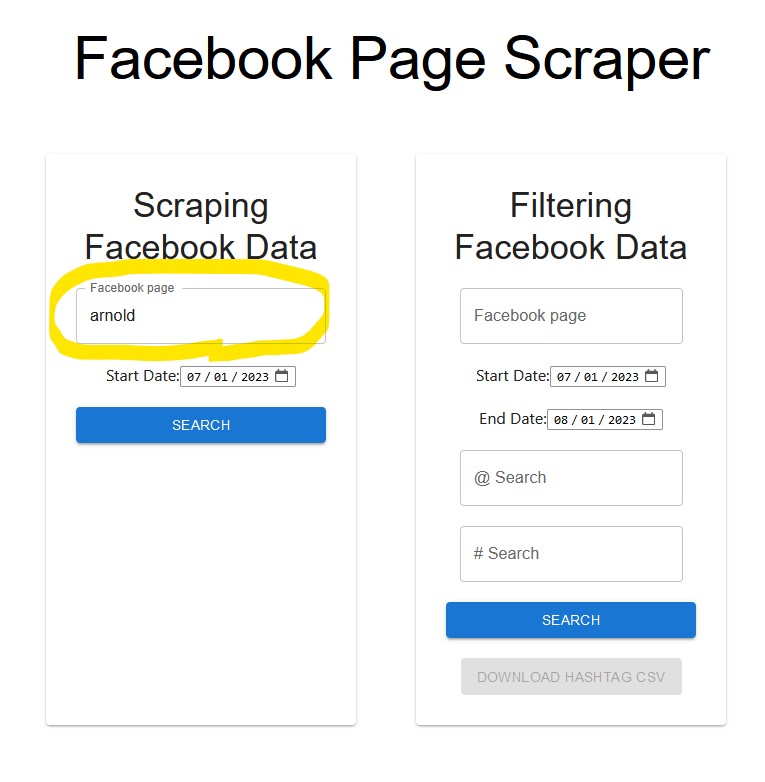 Facebook Page Scraper
Scraping
Facebook Data
Facebook page
arnold
Start Date: 07/01/2023
SEARCH
Filtering
Facebook Data
Facebook page
Start Date: 07/01/2023
End Date: 08/01/2023
@ Search
# Search
SEARCH
DOWNLOAD HASHTAG CSV